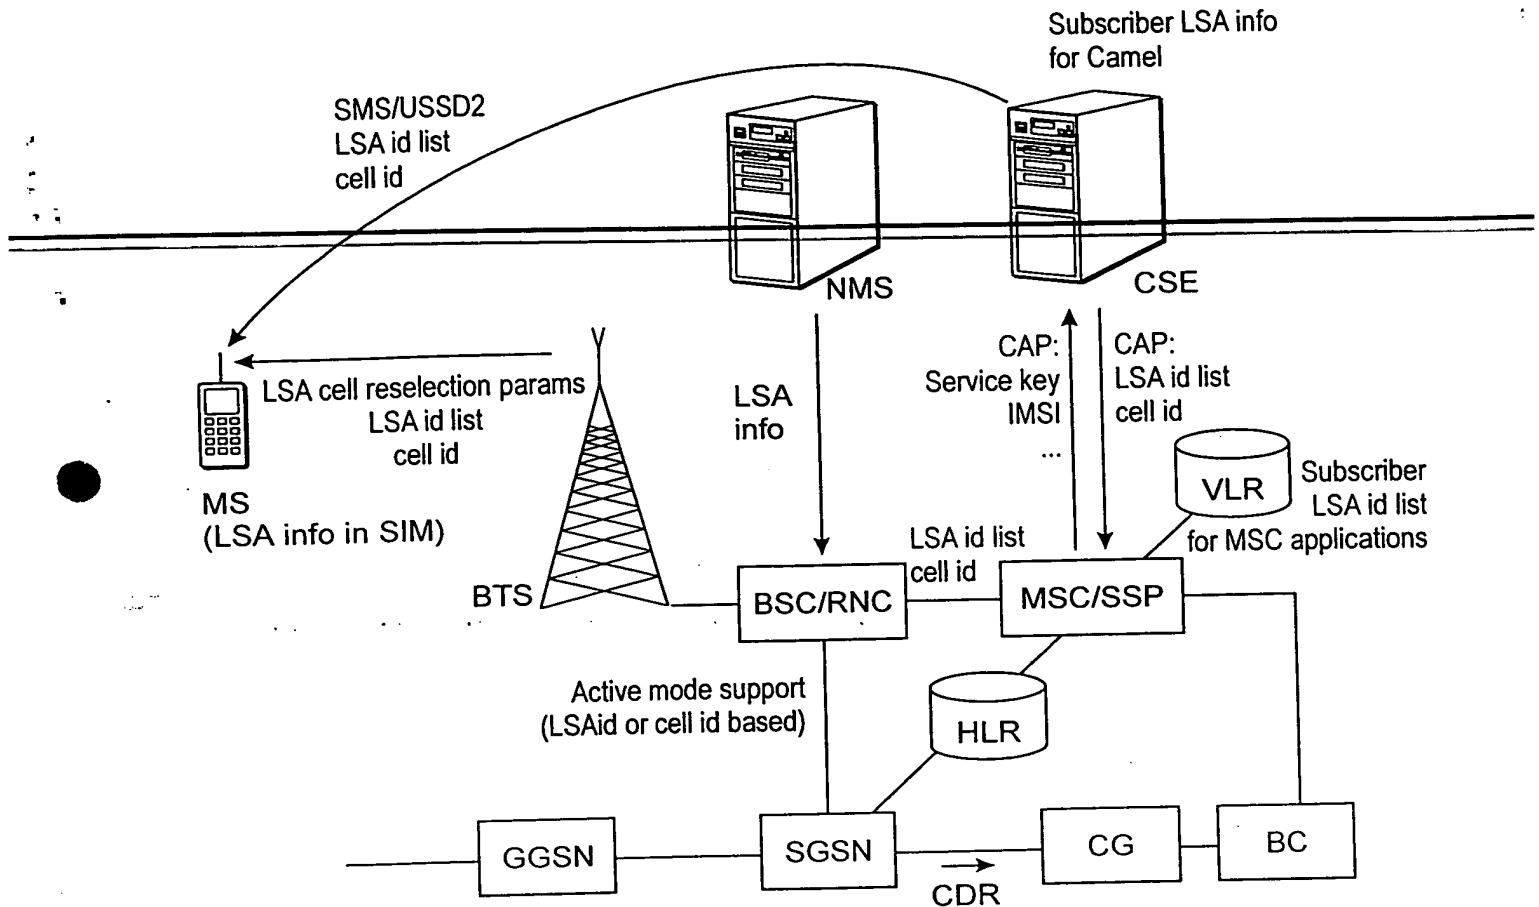 Subscriber LSA info
for Camel
SMS/USSD2
LSA id list
cell id
NMS
CSE
LSA cell reselection params
LSA id list
cell id
MS
(LSA info in SIM)
BTS
LSA
info
CAP:
Service key
IMSI
...
CAP:
LSA id list
cell id
VLR
Subscriber
LSA id list
for MSC applications
LSA id list
cell id
BSC/RNC
MSC/SSP
Active mode support
(LSAid or cell id based)
HLR
GGSN
SGSN
CDR
CG
BC